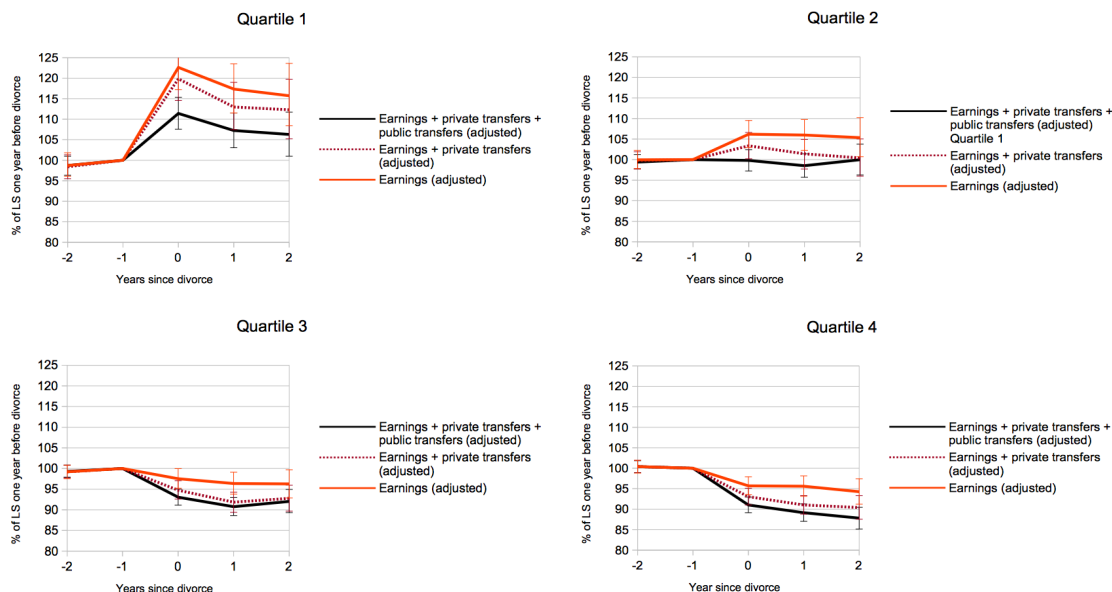 Quartile 1
% of LS one year before divorce
125
120
115
110
105
100
95
90
85
80
-2 -1 0 1 2
Years since divorce
Earnings + private transfers +
public transfers (adjusted)
Earnings + private transfers
(adjusted)
Earnings (adjusted)
Quartile 2
% of LS one year before divorce
125
120
115
110
105
100
95
90
85
80
-2 -1 0 1 2
Years since divorce
Earnings + private transfers +
public transfers (adjusted)
Quartile 1
Earnings + private transfers
(adjusted)
Earnings (adjusted)
Quartile 3
% of LS one year before divorce
125
120
115
110
105
100
95
90
85
80
-2 -1 0 1 2
Years since divorce
Earnings + private transfers +
public transfers (adjusted)
Earnings + private transfers
(adjusted)
Earnings (adjusted)
Quartile 4
% of LS one year before divorce
125
120
115
110
105
100
95
90
85
80
-2 -1 0 1 2
Year since divorce
Earnings + private transfers +
public transfers (adjusted)
Earnings + private transfers
(adjusted)
Earnings (adjusted)